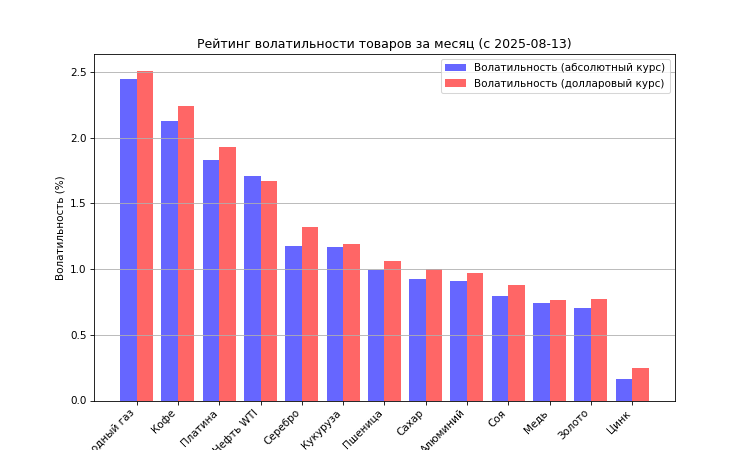 Рейтинг волатильности товаров за месяц (с 2025-08-13)
Волатильность (абсолютный курс)
Волатильность (долларовый курс)
Волатильность (%)
2.5
2.0
1.5
1.0
0.5
0.0
одный газ
Кофе
Платина
Нефть WTI
Серебро
Кукуруза
Пшеница
Сахар
Алюминий
Соя
Медь
Золото
Цинк